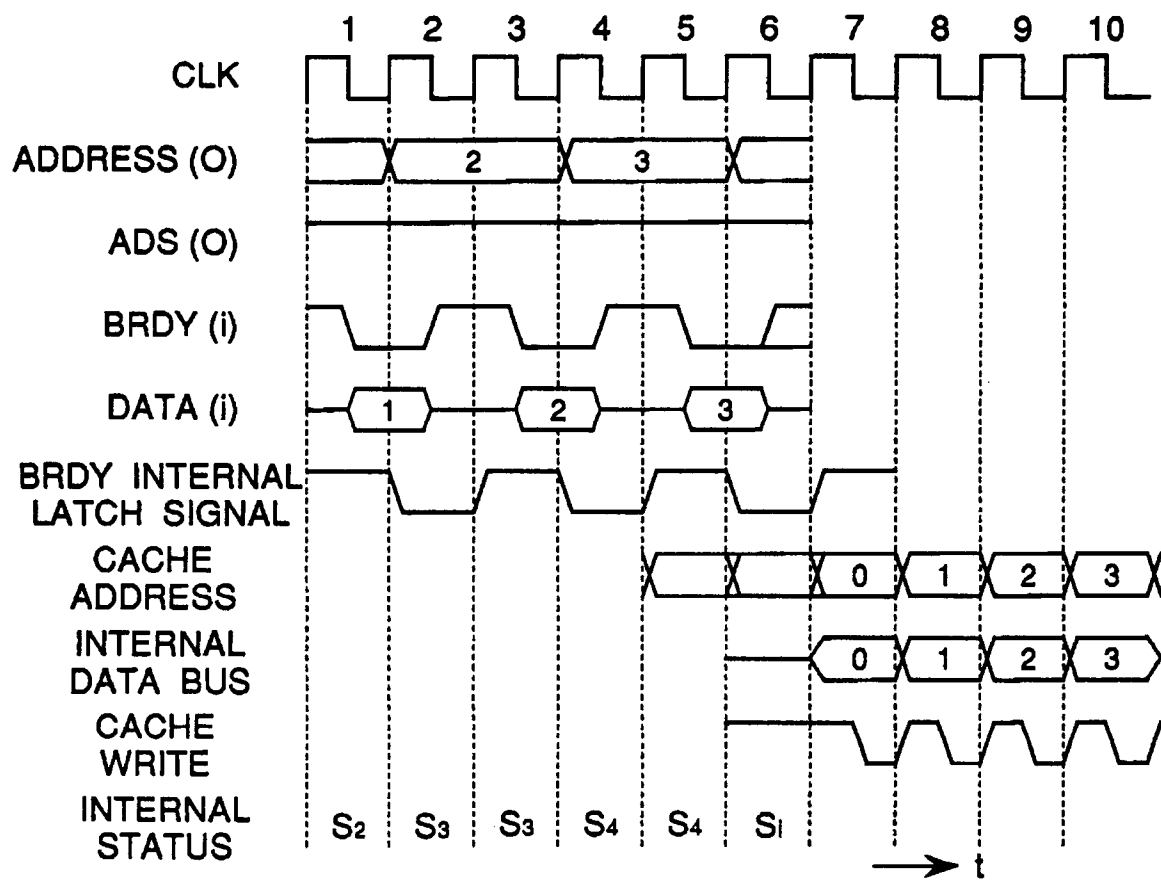 1 2 3 4 5 6 7 8 9 10
CLK
ADDRESS (O) 2 3
ADS (O)
BRDY (i)
DATA (i) 1 2 3
BRDY INTERNAL
LATCH SIGNAL
CACHE
ADDRESS 0 1 2 3
INTERNAL
DATA BUS 0 1 2 3
CACHE
WRITE
INTERNAL
STATUS S2 S3 S3 S4 S4 Si
t